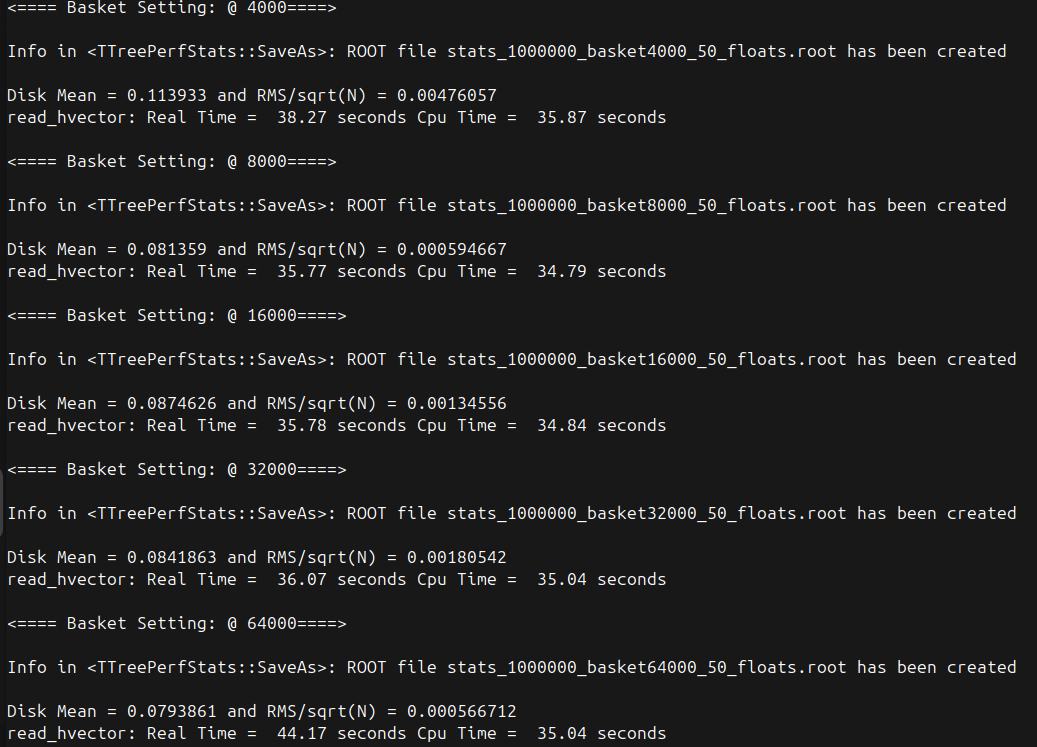 <==== Basket Setting: @ 4000====>
Info in <TTreePerfStats::SaveAs>: ROOT file stats_1000000_basket4000_50_floats.root has been created
Disk Mean = 0.113933 and RMS/sqrt(N) = 0.00476057
read_hvector: Real Time =  38.27 seconds Cpu Time =  35.87 seconds
<==== Basket Setting: @ 8000====>
Info in <TTreePerfStats::SaveAs>: ROOT file stats_1000000_basket8000_50_floats.root has been created
Disk Mean = 0.081359 and RMS/sqrt(N) = 0.000594667
read_hvector: Real Time =  35.77 seconds Cpu Time =  34.79 seconds
<==== Basket Setting: @ 16000====>
Info in <TTreePerfStats::SaveAs>: ROOT file stats_1000000_basket16000_50_floats.root has been created
Disk Mean = 0.0874626 and RMS/sqrt(N) = 0.00134556
read_hvector: Real Time =  35.78 seconds Cpu Time =  34.84 seconds
<==== Basket Setting: @ 32000====>
Info in <TTreePerfStats::SaveAs>: ROOT file stats_1000000_basket32000_50_floats.root has been created
Disk Mean = 0.0841863 and RMS/sqrt(N) = 0.00180542
read_hvector: Real Time =  36.07 seconds Cpu Time =  35.04 seconds
<==== Basket Setting: @ 64000====>
Info in <TTreePerfStats::SaveAs>: ROOT file stats_1000000_basket64000_50_floats.root has been created
Disk Mean = 0.0793861 and RMS/sqrt(N) = 0.000566712
read_hvector: Real Time =  44.17 seconds Cpu Time =  35.04 seconds